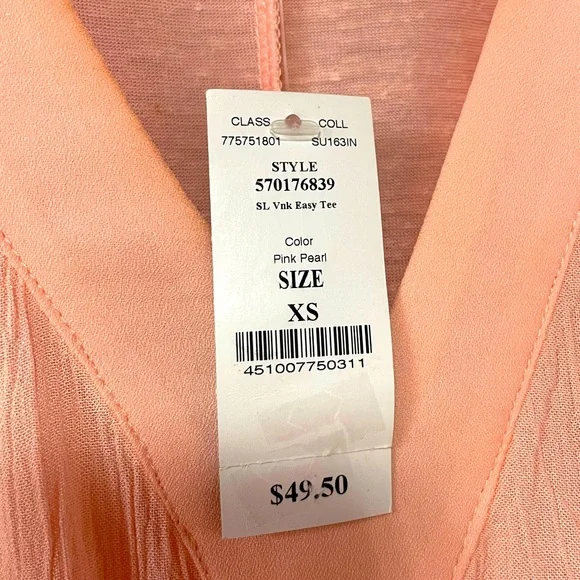 CLASS COLL
775751801 SU163IN
STYLE
570176839
SL Vnk Easy Tee
Color
Pink Pearl
SIZE
XS
451007750311
$49.50